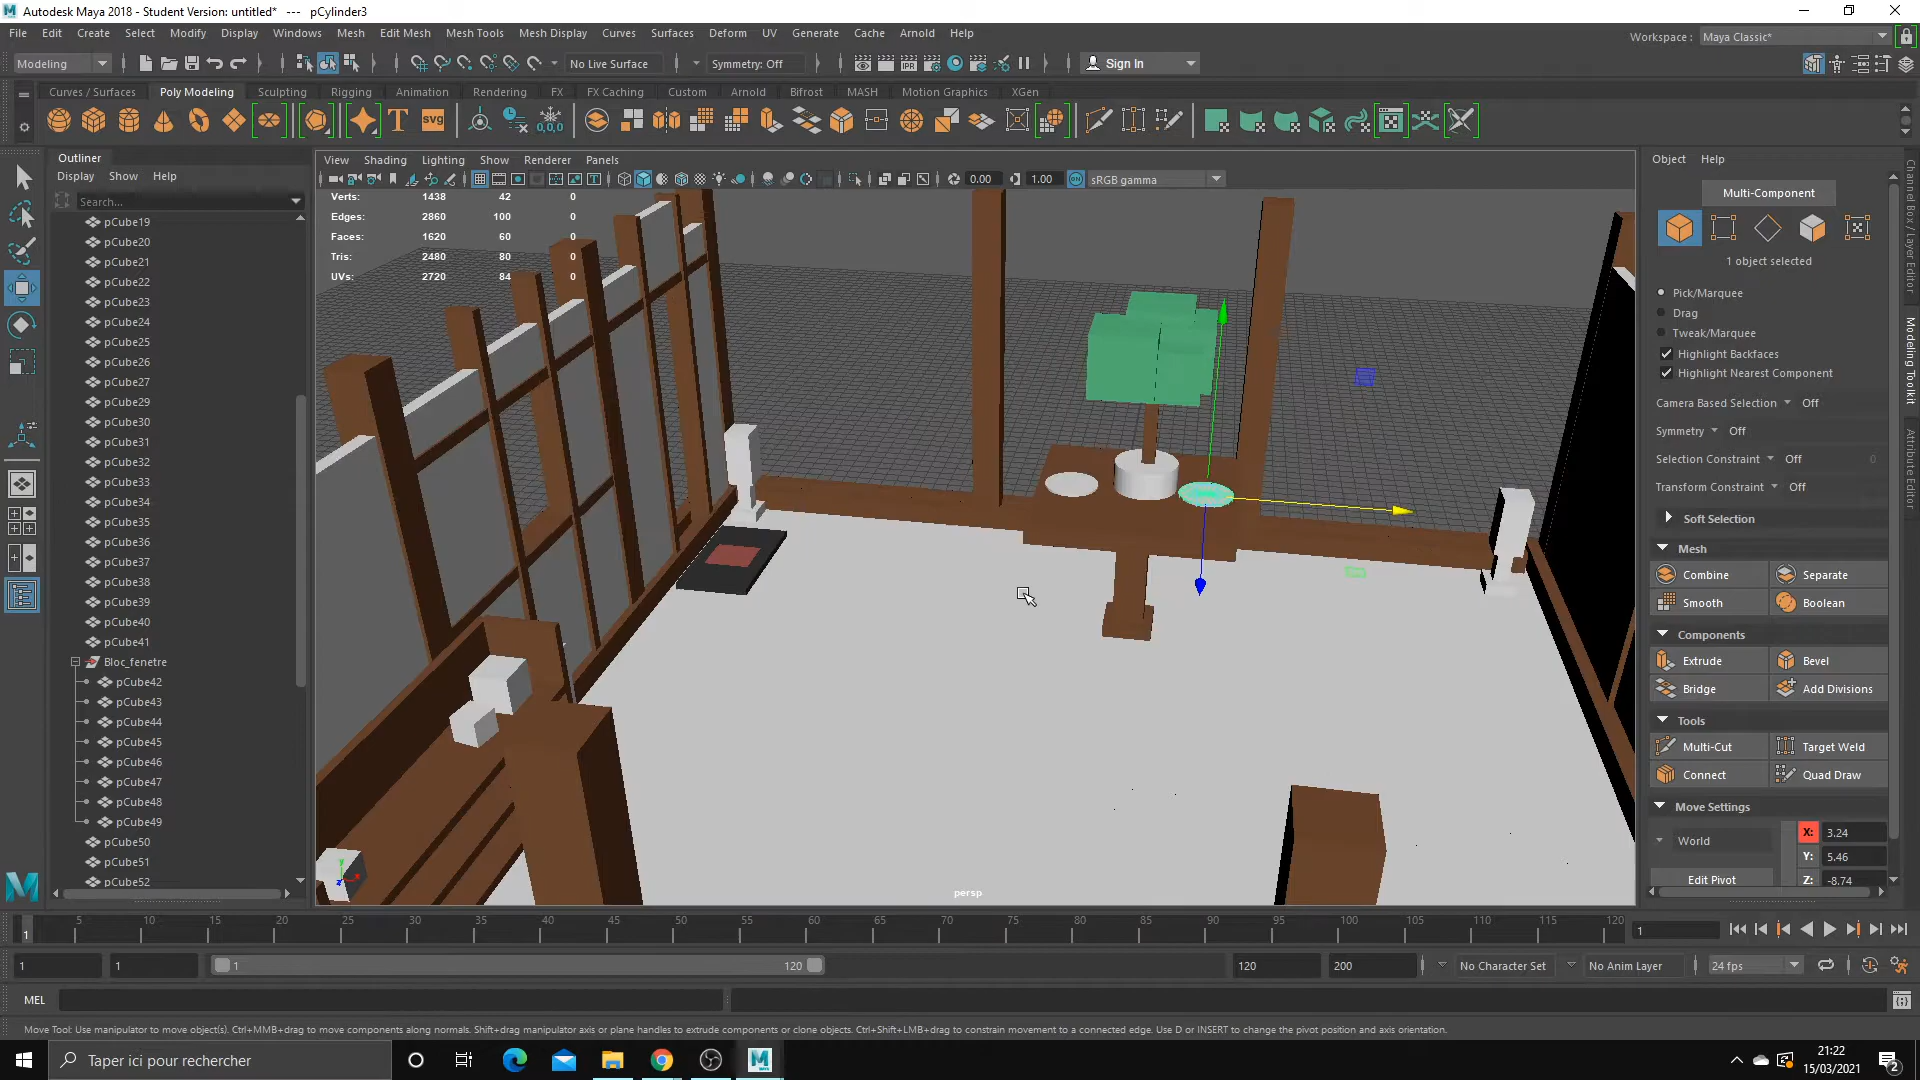 Autodesk Maya 2018 - Student Version: untitled*   ---   pCylinder3
File Edit Create Select Modify Display Windows Mesh Edit Mesh Mesh Tools Mesh Display Curves Surfaces Deform UV Generate Cache Arnold Help
Workspace : Maya Classic*
Modeling No Live Surface Symmetry: Off IPR Sign In
Curves / Surfaces Poly Modeling Sculpting Rigging Animation Rendering FX FX Caching Custom Arnold Bifrost MASH Motion Graphics XGen
T SVG 0,0,0
Outliner
Display Show Help
Search...
pCube19
pCube20
pCube21
pCube22
pCube23
pCube24
pCube25
pCube26
pCube27
pCube29
pCube30
pCube31
pCube32
pCube33
pCube34
pCube35
pCube36
pCube37
pCube38
pCube39
pCube40
pCube41
Bloc_fenetre
pCube42
pCube43
pCube44
pCube45
pCube46
pCube47
pCube48
pCube49
pCube50
pCube51
pCube52
View Shading Lighting Show Renderer Panels
0.00 1.00 sRGB gamma
Verts: 1438 42 0
Edges: 2860 100 0
Faces: 1620 60 0
Tris: 2480 80 0
UVs: 2720 84 0
persp
Object Help
Multi-Component
1 object selected
Pick/Marquee
Drag
Tweak/Marquee
Highlight Backfaces
Highlight Nearest Component
Camera Based Selection Off
Symmetry Off
Selection Constraint Off 0
Transform Constraint Off
Soft Selection
Mesh
Combine Separate
Smooth Boolean
Components
Extrude Bevel
Bridge Add Divisions
Tools
Multi-Cut Target Weld
Connect Quad Draw
Move Settings
World X: 3.24
Y: 5.46
Edit Pivot Z: -8.74
Channel Box / Layer Editor
Modeling Toolkit
Attribute Editor
1 5 10 15 20 25 30 35 40 45 50 55 60 65 70 75 80 85 90 95 100 105 110 115 120 1
1 1 1 120 120 200 No Character Set No Anim Layer 24 fps
MEL
Move Tool: Use manipulator to move object(s). Ctrl+MMB+drag to move components along normals. Shift+drag manipulator axis or plane handles to extrude components or clone objects. Ctrl+Shift+LMB+drag to constrain movement to a connected edge. Use D or INSERT to change the pivot position and axis orientation.
Taper ici pour rechercher
21:22
15/03/2021
2